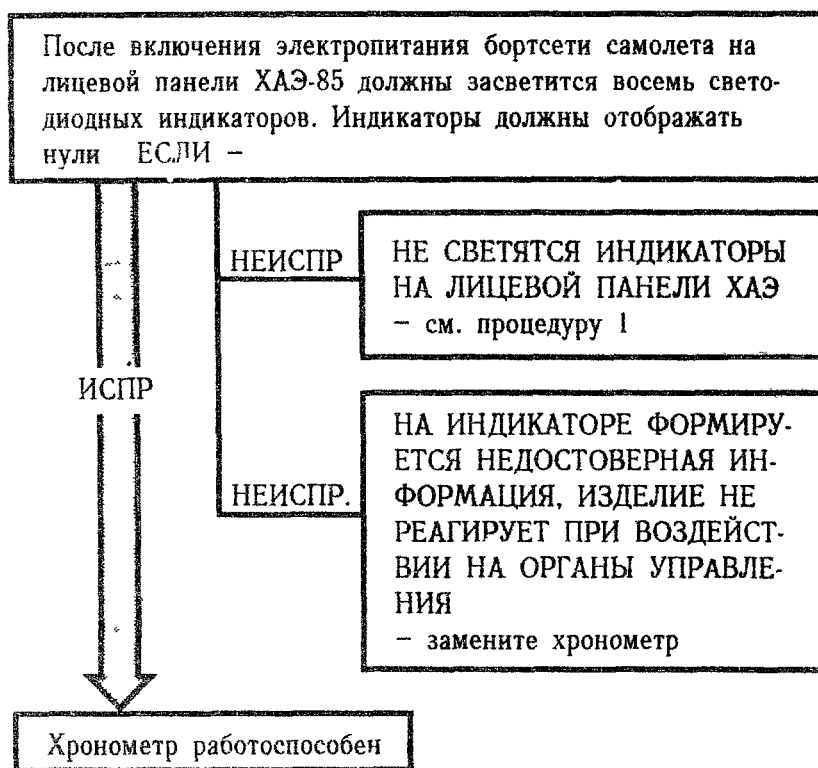 После включения электропитания бортсети самолета на
лицевой панели ХАЭ-85 должны засветится восемь свето-
диодных индикаторов. Индикаторы должны отображать
нули ЕСЛИ –
НЕИСПР
НЕ СВЕТЯТСЯ ИНДИКАТОРЫ
НА ЛИЦЕВОЙ ПАНЕЛИ ХАЭ
– см. процедуру 1
ИСПР
НЕИСПР.
НА ИНДИКАТОРЕ ФОРМИРУ-
ЕТСЯ НЕДОСТОВЕРНАЯ ИН-
ФОРМАЦИЯ, ИЗДЕЛИЕ НЕ
РЕАГИРУЕТ ПРИ ВОЗДЕЙСТ-
ВИИ НА ОРГАНЫ УПРАВЛЕ-
НИЯ
– замените хронометр
Хронометр работоспособен